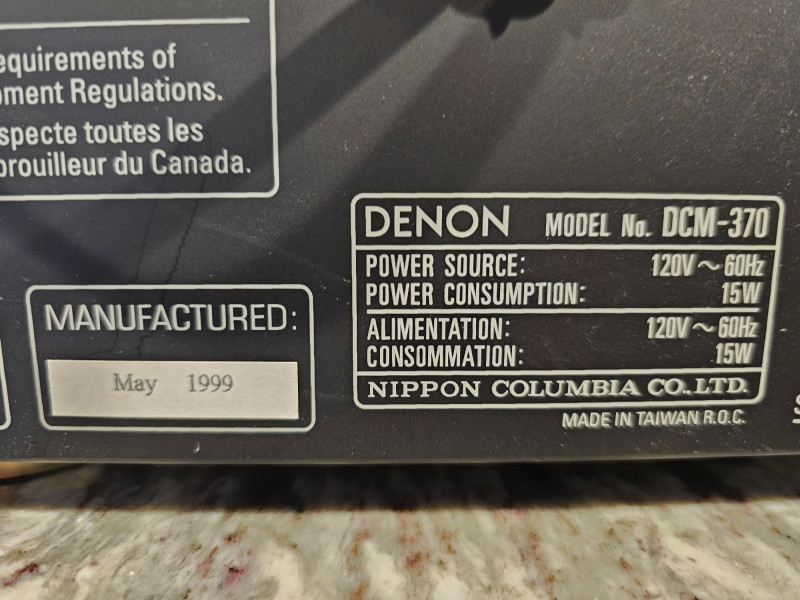 equirements of
ment Regulations.
specte toutes les
brouilleur du Canada.
MANUFACTURED:
May 1999
DENON MODEL No. DCM-370
POWER SOURCE: 120V ~ 60Hz
POWER CONSUMPTION: 15W
ALIMENTATION: 120V ~ 60Hz
CONSOMMATION: 15W
NIPPON COLUMBIA CO.,LTD.
MADE IN TAIWAN R.O.C.